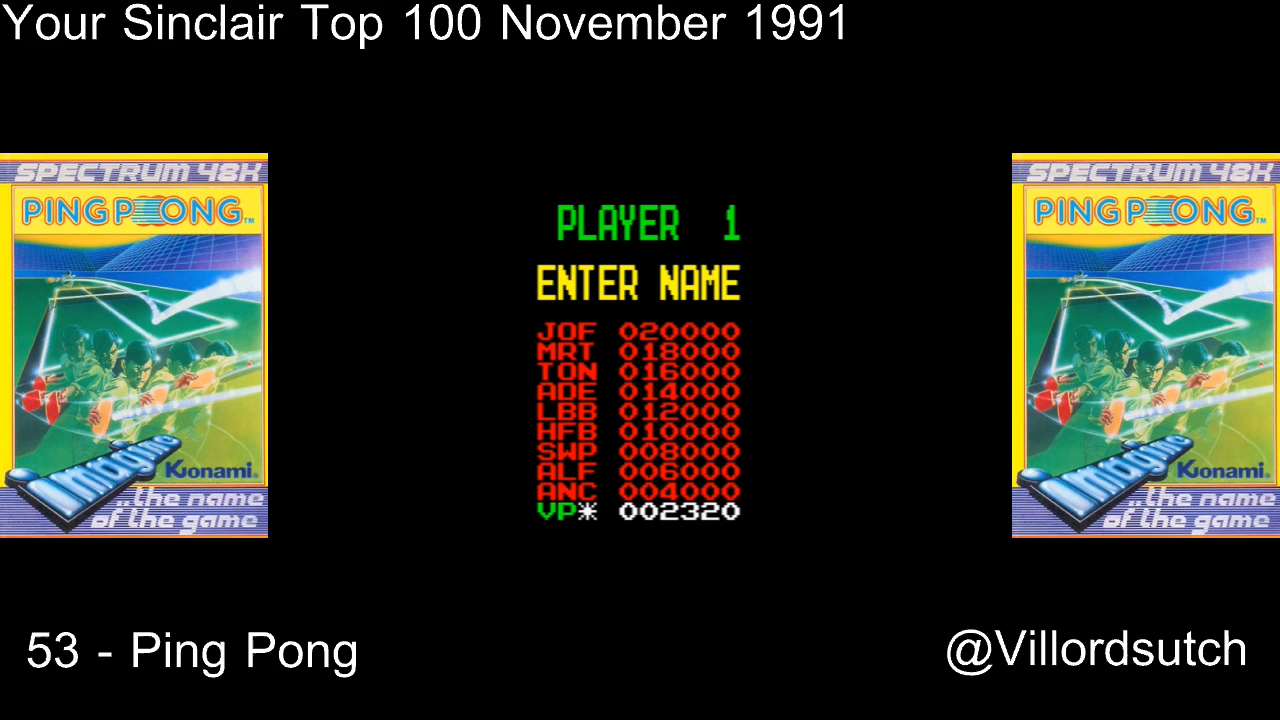 Your Sinclair Top 100 November 1991
SPECTRUM 48K
PING PONG™
imagine
Konami®
...the name
of the game
PLAYER 1
ENTER NAME
JOF 020000
MRT 018000
TON 016000
ADE 014000
LBB 012000
HFB 010000
SWP 008000
ALF 006000
ANC 004000
VP* 002320
SPECTRUM 48K
PING PONG™
imagine
Konami®
...the name
of the game
53 - Ping Pong
@Villordsutch